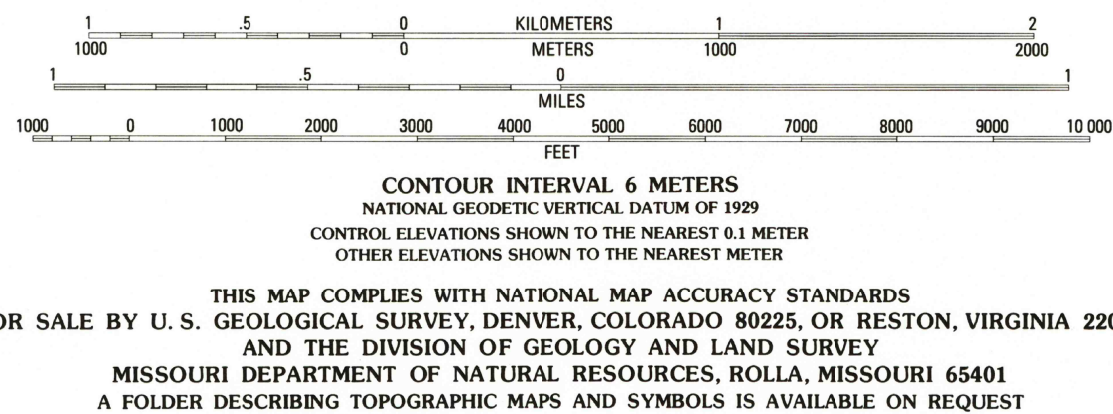 1 .5 0 KILOMETERS 1 2
1000 0 METERS 1000 2000
1 .5 0 1
MILES
1000 0 1000 2000 3000 4000 5000 6000 7000 8000 9000 10 000
FEET
CONTOUR INTERVAL 6 METERS
NATIONAL GEODETIC VERTICAL DATUM OF 1929
CONTROL ELEVATIONS SHOWN TO THE NEAREST 0.1 METER
OTHER ELEVATIONS SHOWN TO THE NEAREST METER
THIS MAP COMPLIES WITH NATIONAL MAP ACCURACY STANDARDS
OR SALE BY U. S. GEOLOGICAL SURVEY, DENVER, COLORADO 80225, OR RESTON, VIRGINIA 220
AND THE DIVISION OF GEOLOGY AND LAND SURVEY
MISSOURI DEPARTMENT OF NATURAL RESOURCES, ROLLA, MISSOURI 65401
A FOLDER DESCRIBING TOPOGRAPHIC MAPS AND SYMBOLS IS AVAILABLE ON REQUEST